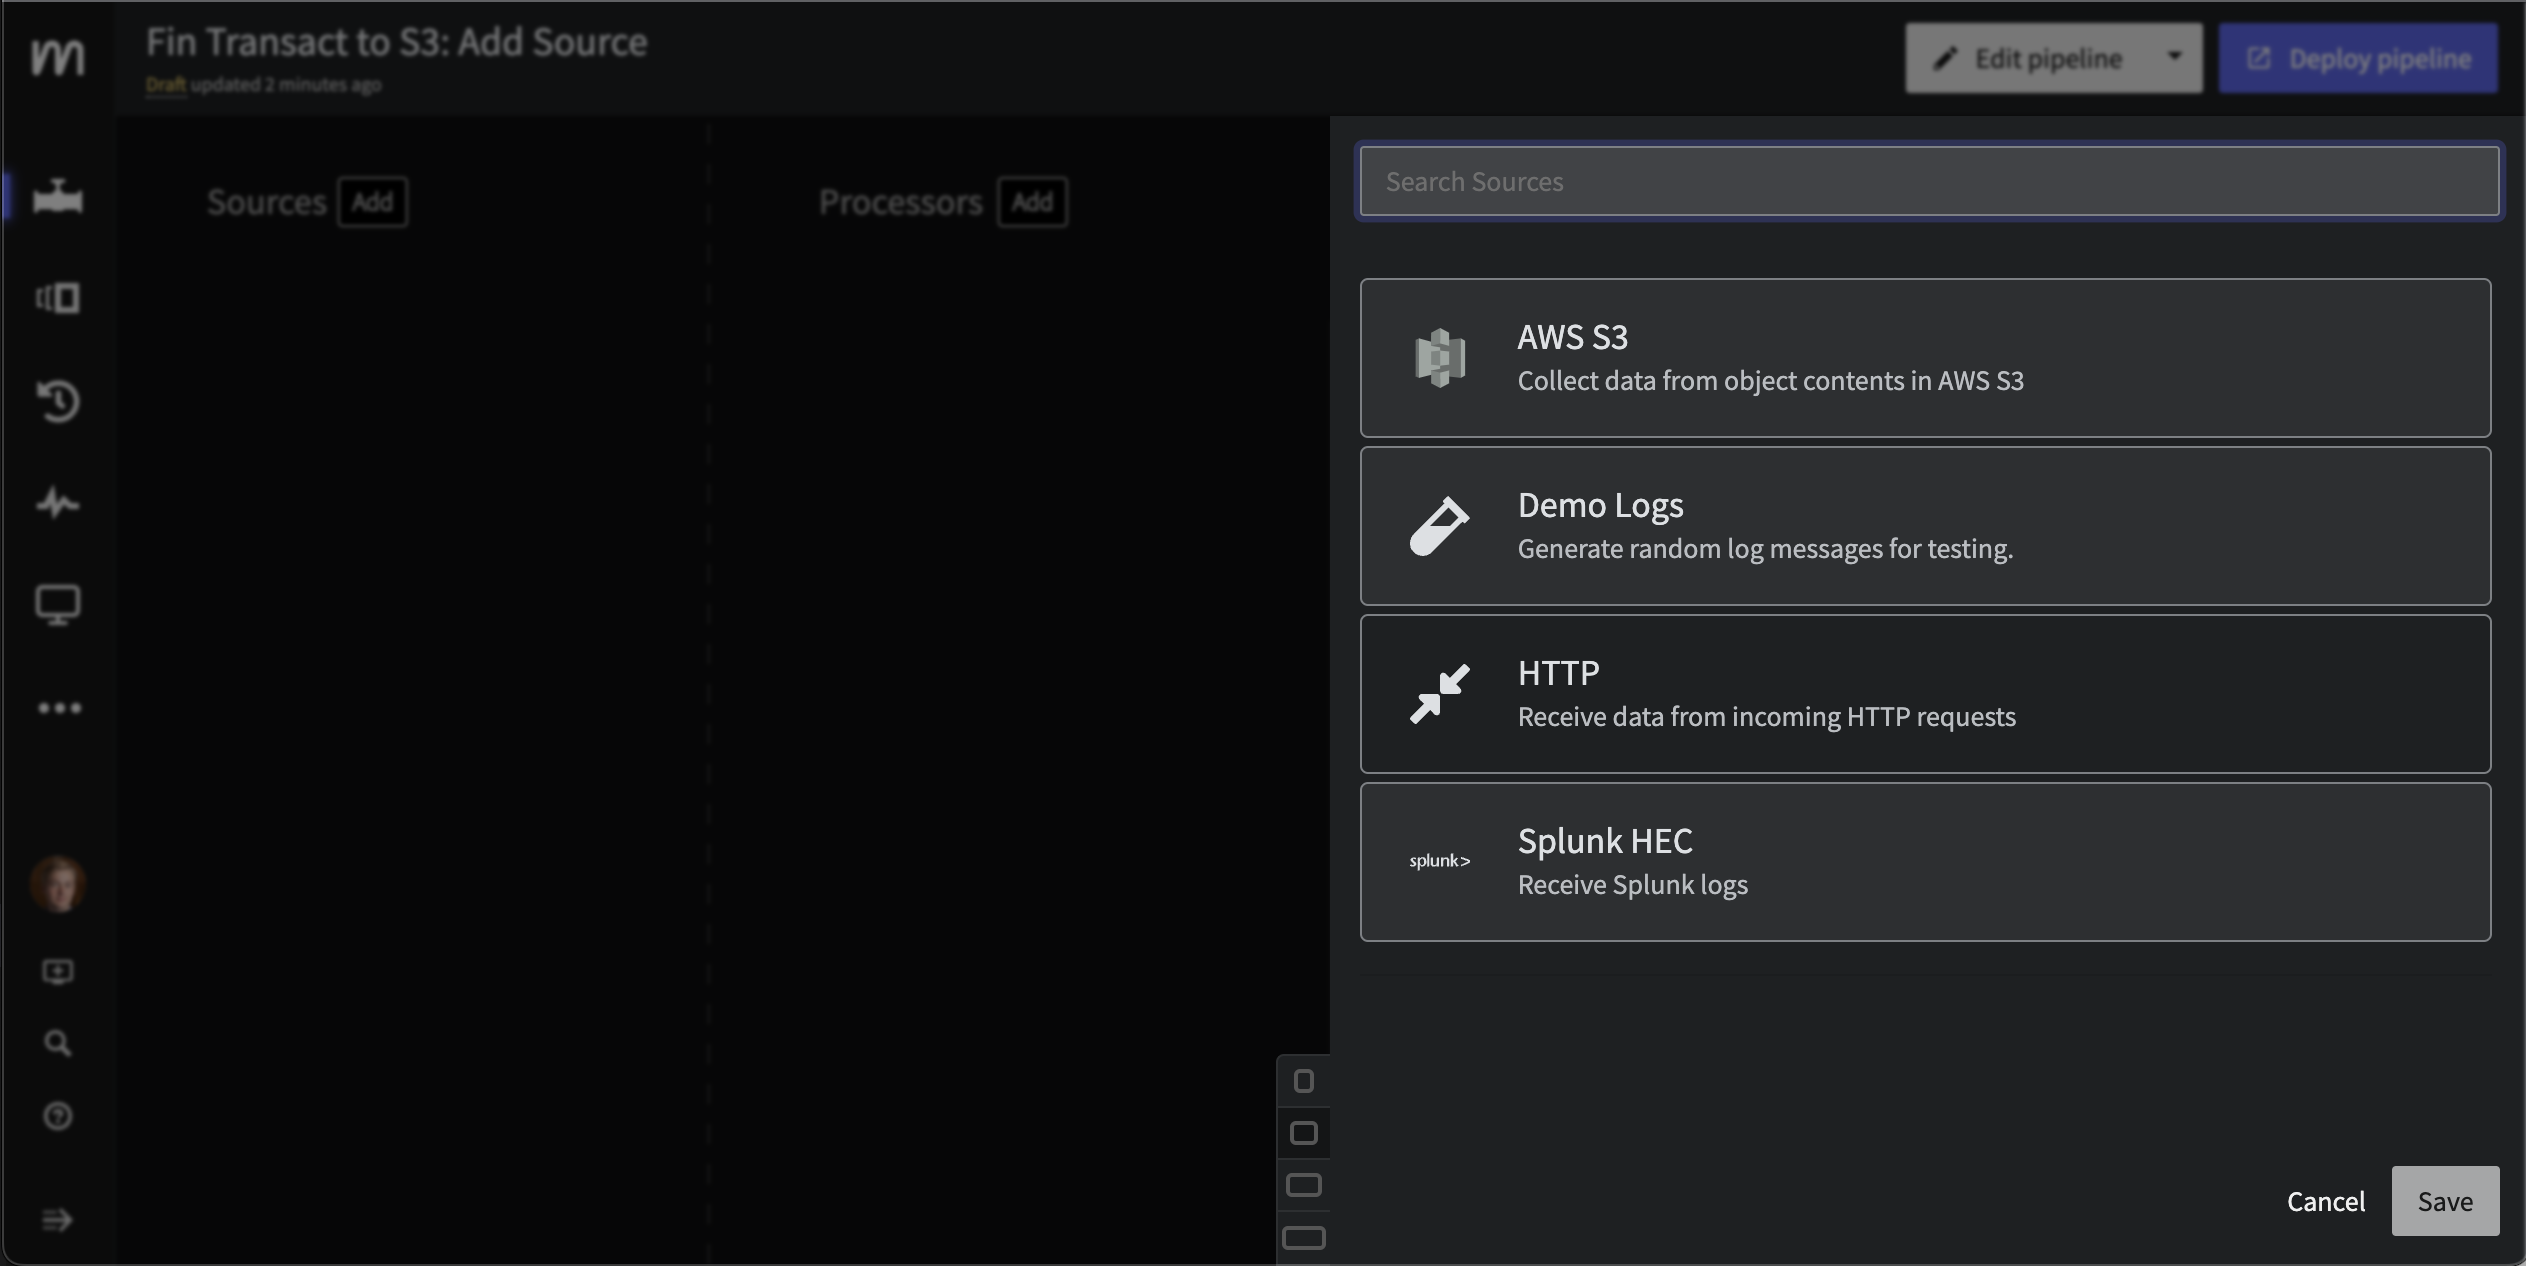 m
Fin Transact to S3: Add Source
Draft updated 2 minutes ago
Edit pipeline
Deploy pipeline
Sources Add
Processors Add
Search Sources
AWS S3
Collect data from object contents in AWS S3
Demo Logs
Generate random log messages for testing.
HTTP
Receive data from incoming HTTP requests
splunk>
Splunk HEC
Receive Splunk logs
Cancel
Save